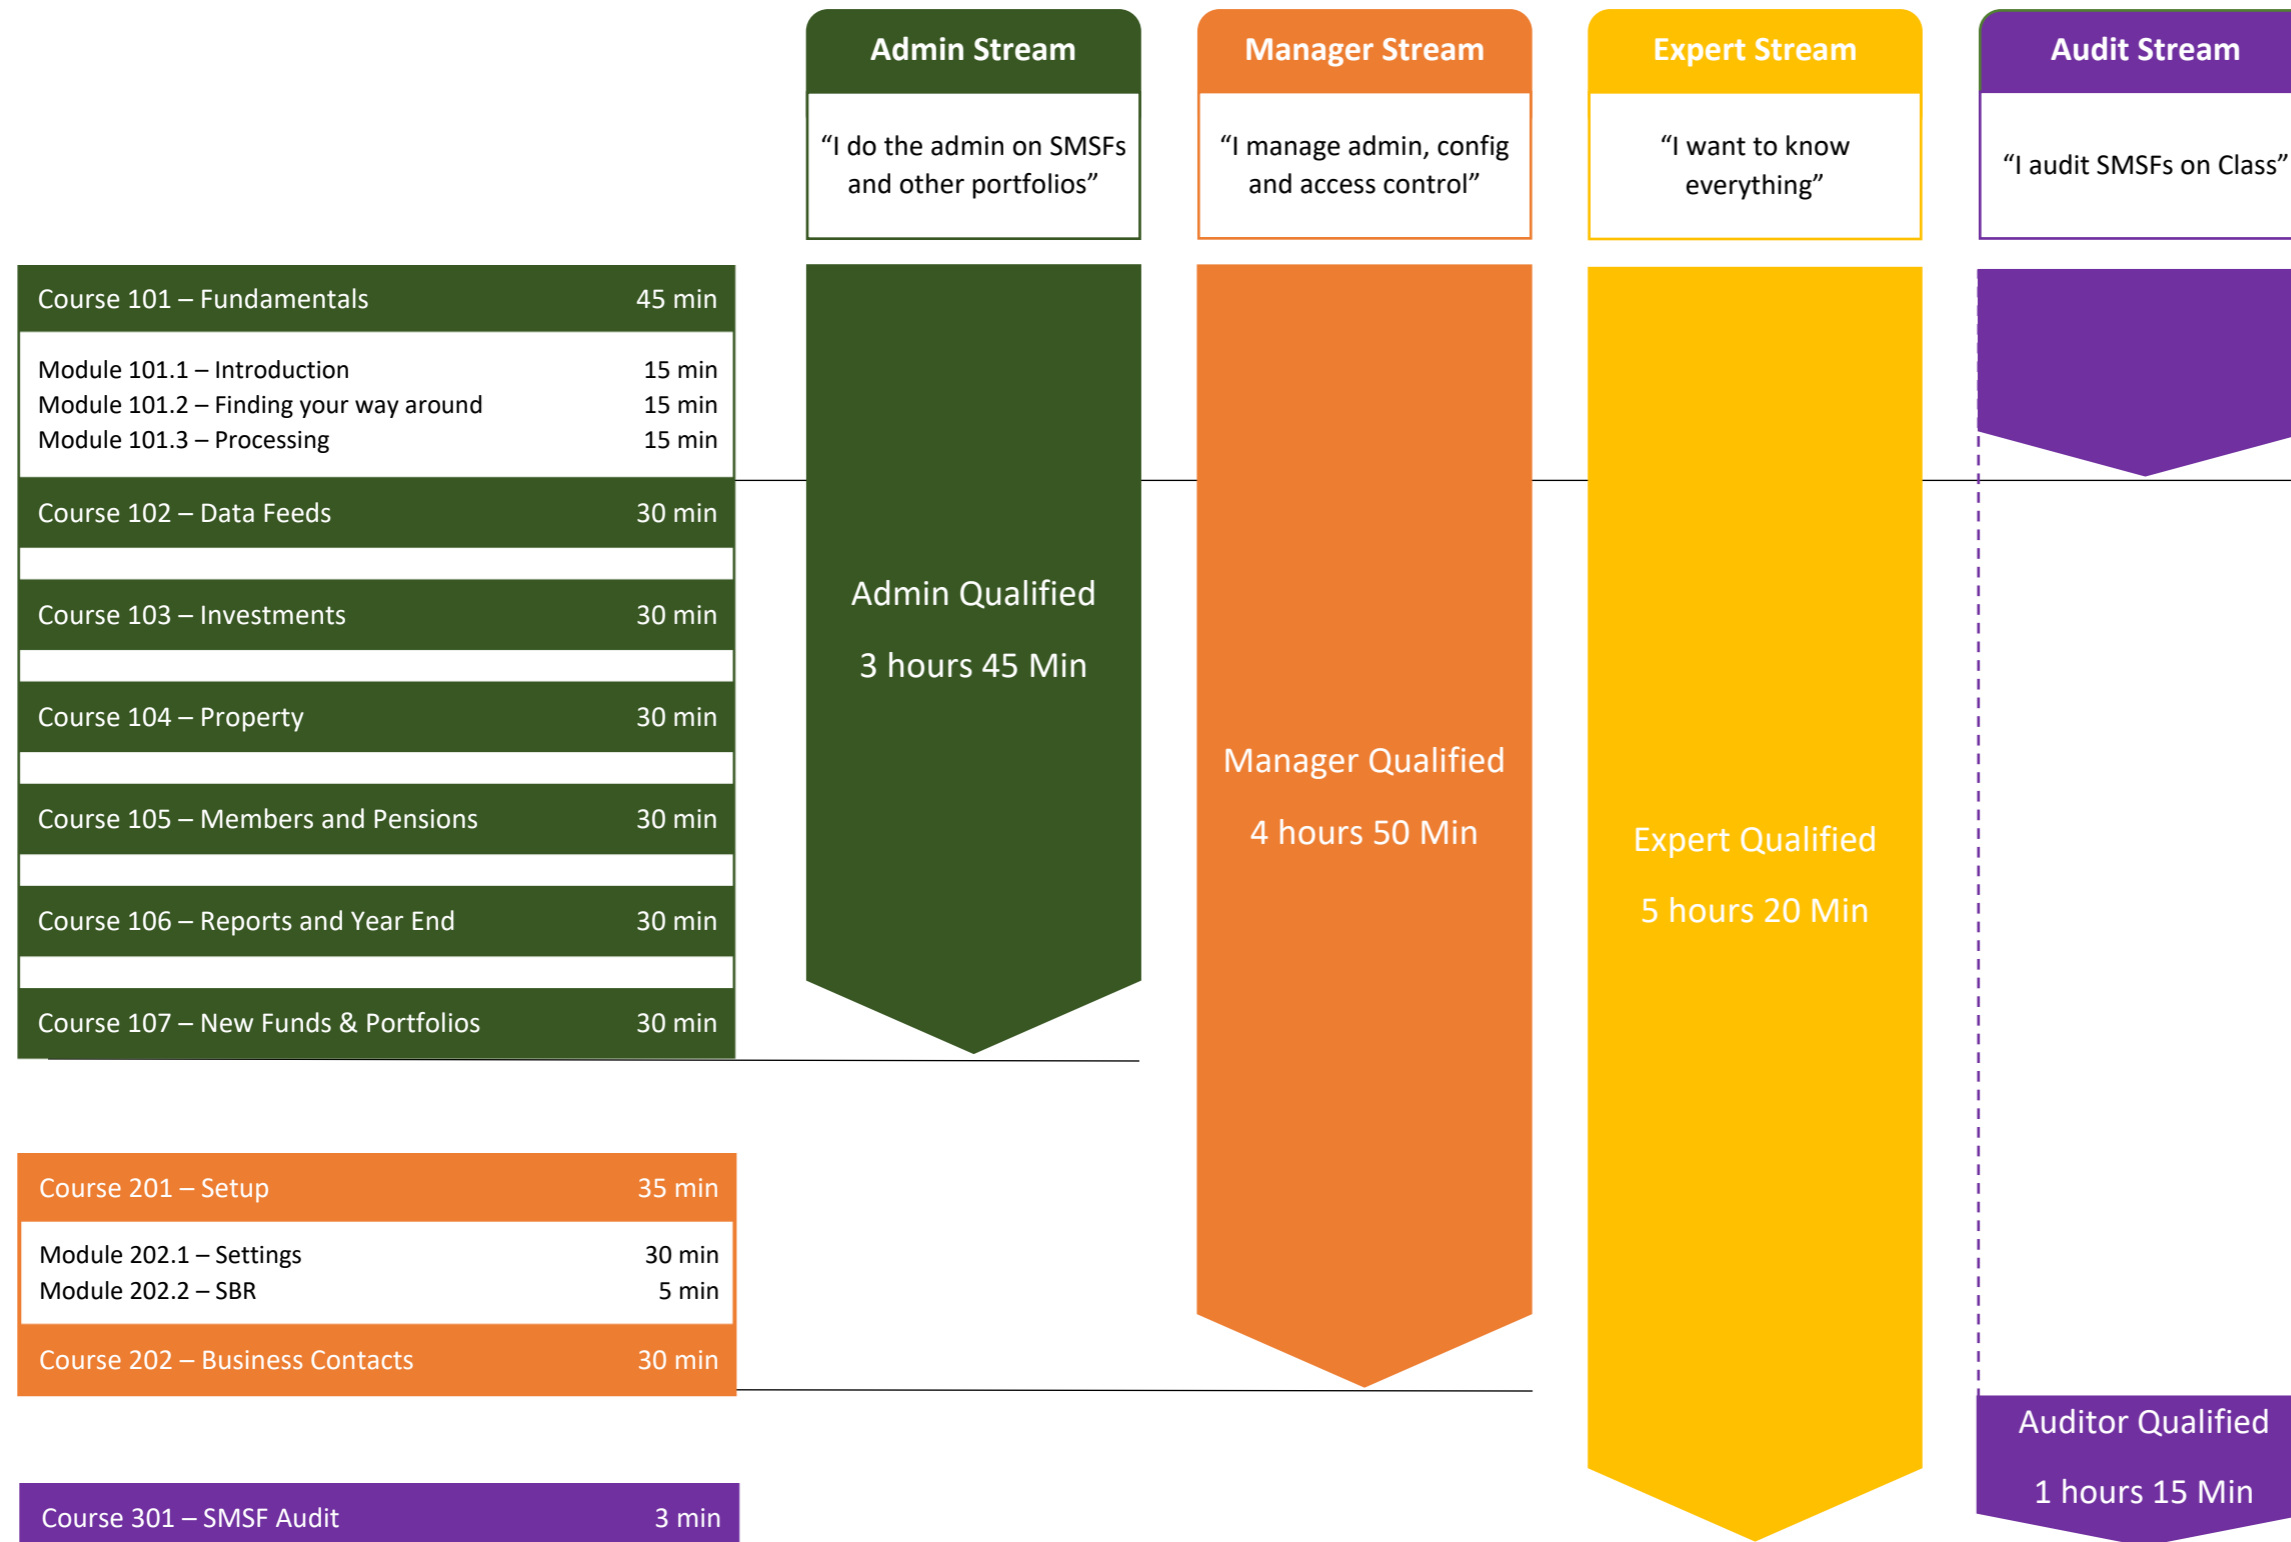 Admin Stream
Manager Stream
Expert Stream
Audit Stream
“I do the admin on SMSFs
and other portfolios”
“I manage admin, config
and access control”
“I want to know
everything”
“I audit SMSFs on Class”
Course 101 – Fundamentals 45 min
Module 101.1 – Introduction 15 min
Module 101.2 – Finding your way around 15 min
Module 101.3 – Processing 15 min
Course 102 – Data Feeds 30 min
Course 103 – Investments 30 min
Course 104 – Property 30 min
Course 105 – Members and Pensions 30 min
Course 106 – Reports and Year End 30 min
Course 107 – New Funds & Portfolios 30 min
Admin Qualified
3 hours 45 Min
Manager Qualified
4 hours 50 Min
Expert Qualified
5 hours 20 Min
Course 201 – Setup 35 min
Module 202.1 – Settings 30 min
Module 202.2 – SBR 5 min
Course 202 – Business Contacts 30 min
Auditor Qualified
1 hours 15 Min
Course 301 – SMSF Audit 3 min